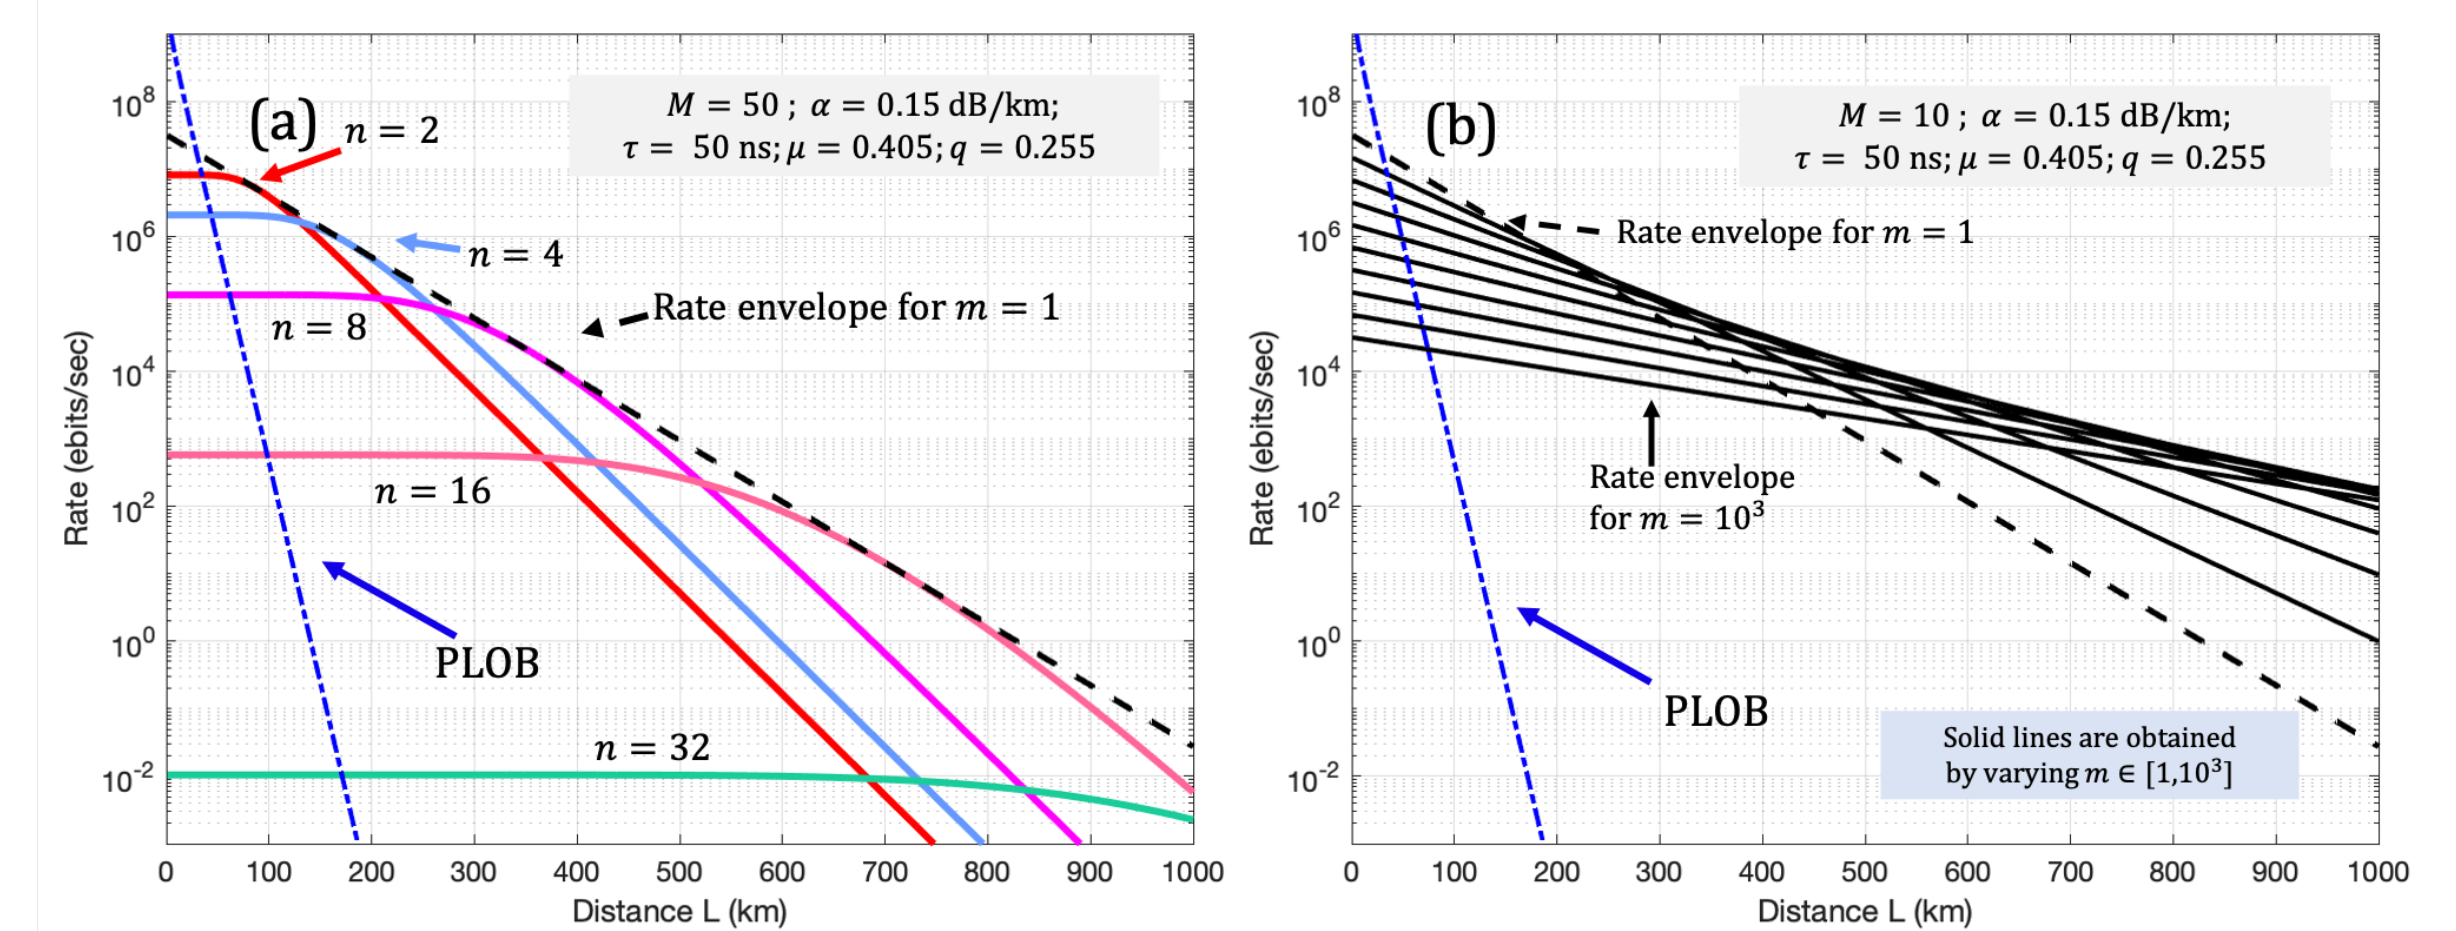 (a)
n = 2
M = 50 ; α = 0.15 dB/km;
τ = 50 ns; μ = 0.405; q = 0.255
n = 4
Rate envelope for m = 1
n = 8
n = 16
PLOB
n = 32
Rate (ebits/sec)
10^8
10^6
10^4
10^2
10^0
10^-2
0 100 200 300 400 500 600 700 800 900 1000
Distance L (km)
(b)
M = 10 ; α = 0.15 dB/km;
τ = 50 ns; μ = 0.405; q = 0.255
Rate envelope for m = 1
Rate envelope
for m = 10^3
PLOB
Solid lines are obtained
by varying m ∈ [1,10^3]
Rate (ebits/sec)
10^8
10^6
10^4
10^2
10^0
10^-2
0 100 200 300 400 500 600 700 800 900 1000
Distance L (km)